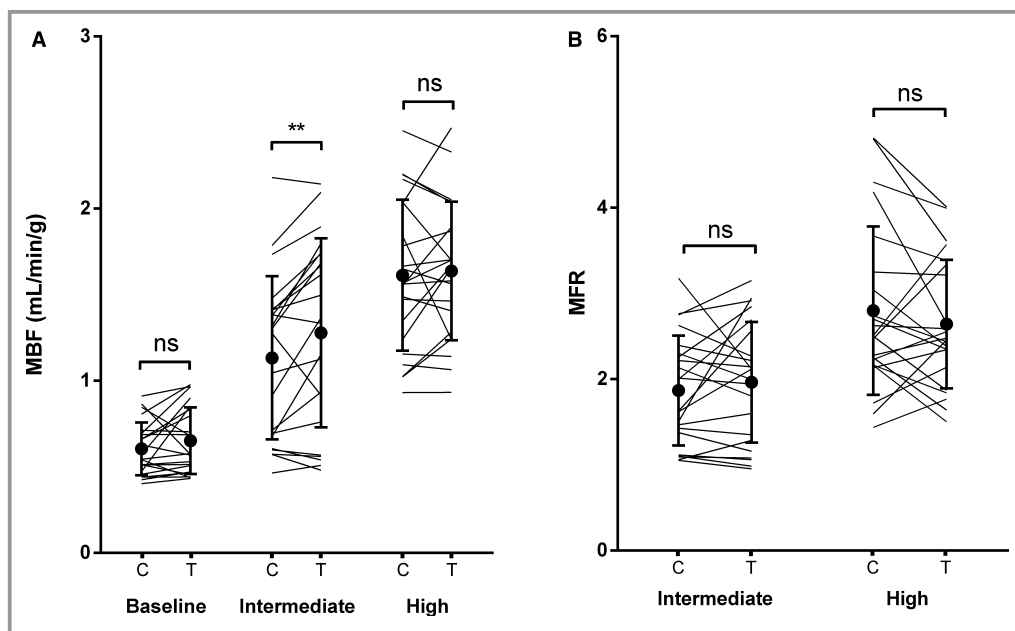 A
MBF (mL/min/g)
3
2
1
0
ns
**
ns
C T C T C T
Baseline Intermediate High
B
MFR
6
4
2
0
ns
ns
C T C T
Intermediate High